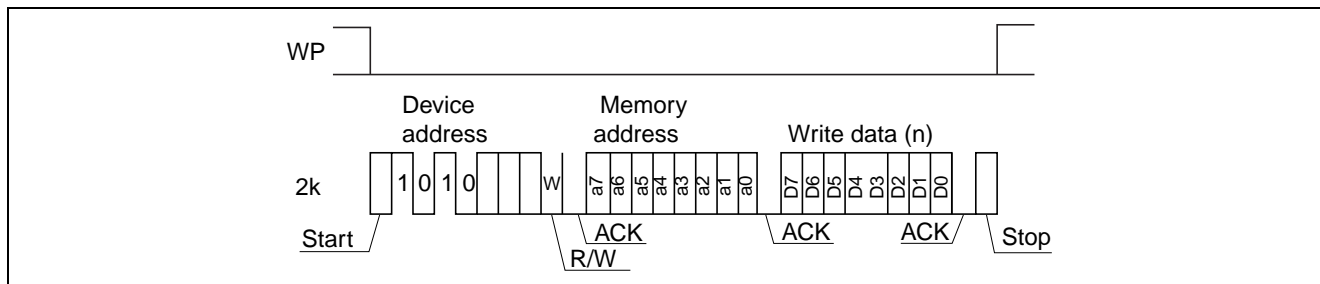 WP
Device address
Memory address
Write data (n)
2k
1 0 1 0 W a7 a6 a5 a4 a3 a2 a1 a0 D7 D6 D5 D4 D3 D2 D1 D0
Start
ACK
ACK
ACK
Stop
R/W